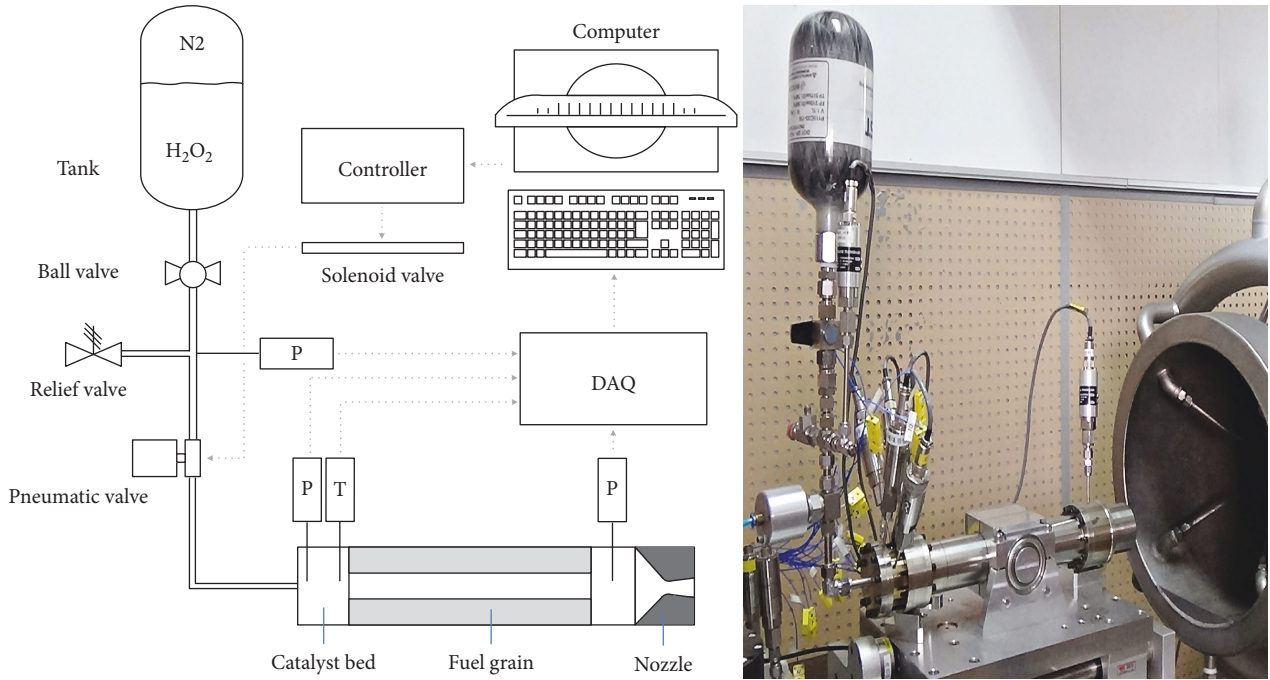 N2
H₂O₂
Tank
Computer
Controller
Ball valve
Solenoid valve
P
Relief valve
DAQ
Pneumatic valve
P
T
P
Catalyst bed
Fuel grain
Nozzle